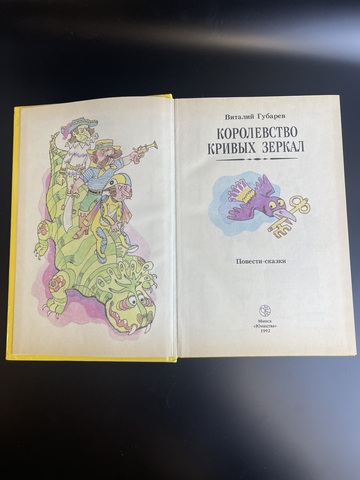 Виталий Губарев
КОРОЛЕВСТВО
КРИВЫХ ЗЕРКАЛ
Повести-сказки
Минск
«Юнацтва»
1992